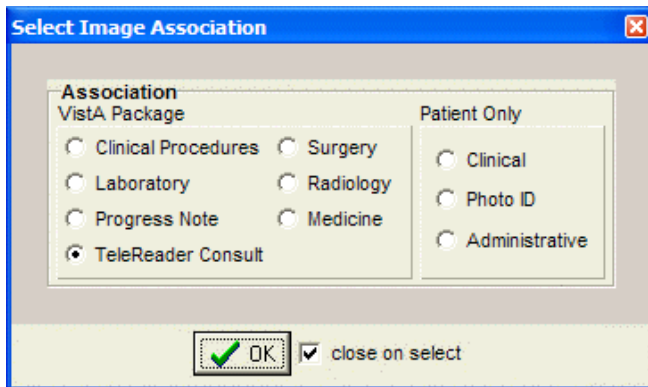 Select Image Association
Association
VistA Package
Patient Only
Clinical Procedures
Surgery
Laboratory
Radiology
Progress Note
Medicine
TeleReader Consult
Clinical
Photo ID
Administrative
OK
close on select